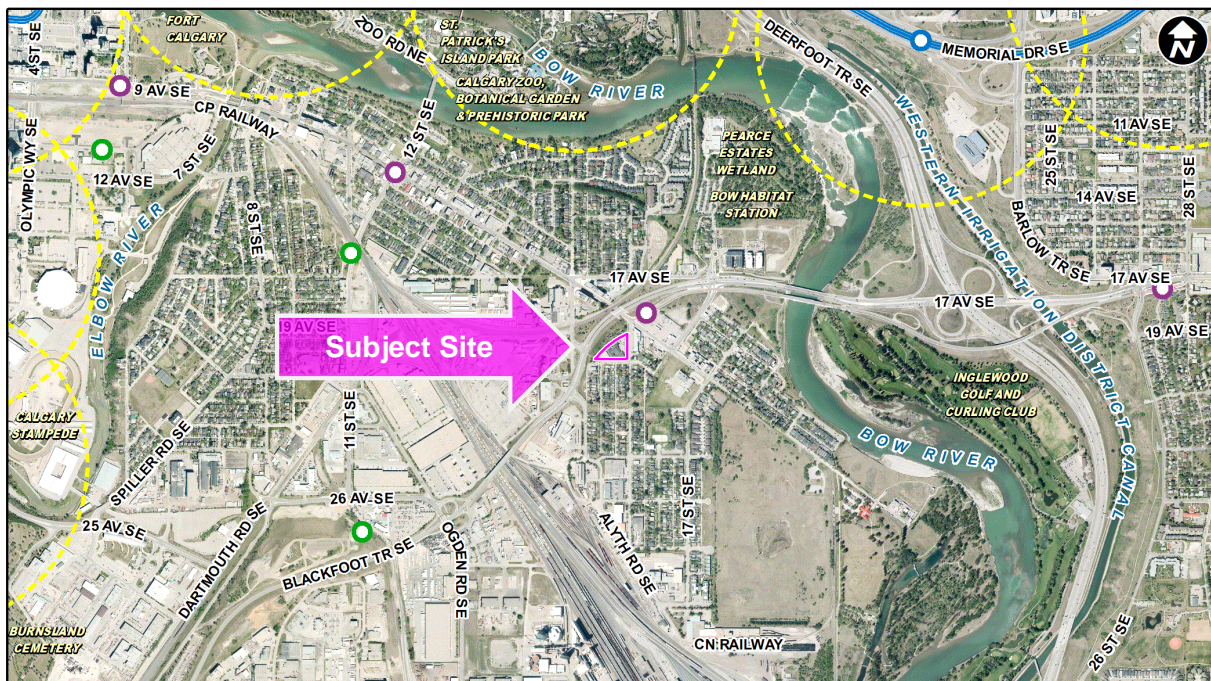 FORT
CALGARY
ZOO RD NE
ST.
PATRICK'S
ISLAND PARK
BOW RIVER
DEERFOOT TR SE
MEMORIAL DR SE
N
4 ST SE
9 AV SE
CP RAILWAY
CALGARY ZOO,
BOTANICAL GARDEN
& PREHISTORIC PARK
12 ST SE
7 ST SE
OLYMPIC WY SE
12 AV SE
8 ST SE
ELBOW RIVER
PEARCE
ESTATES
WETLAND
BOW HABITAT
STATION
WESTERN IRRIGATION DISTRICT CANAL
25 ST SE
11 AV SE
14 AV SE
28 ST SE
BARLOW TR SE
17 AV SE
17 AV SE
17 AV SE
19 AV SE
19 AV SE
Subject Site
INGLEWOOD
GOLF AND
CURLING CLUB
BOW RIVER
CALGARY
STAMPEDE
SPILLER RD SE
11 ST SE
26 AV SE
25 AV SE
DARTMOUTH RD SE
BLACKFOOT TR SE
OGDEN RD SE
ALYTH RD SE
17 ST SE
BURNSLAND
CEMETERY
CN RAILWAY
26 ST SE